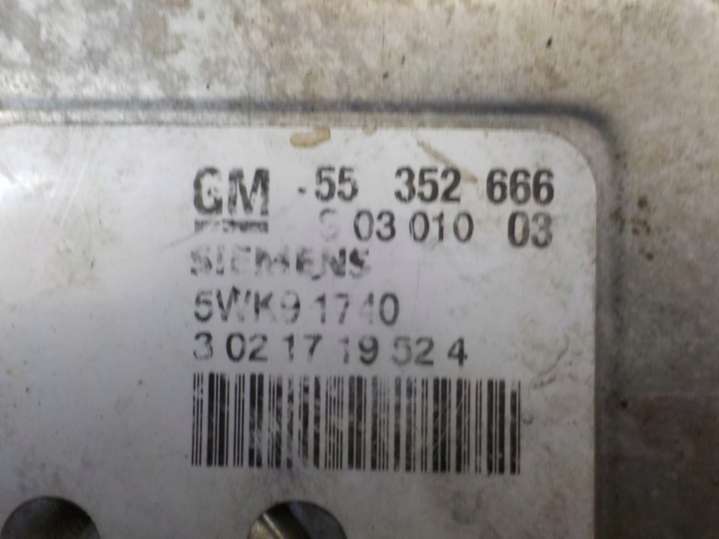 GM 55 352 666
S 03 010 03
SIEMENS
5WK9 1740
3 02 17 19 52 4